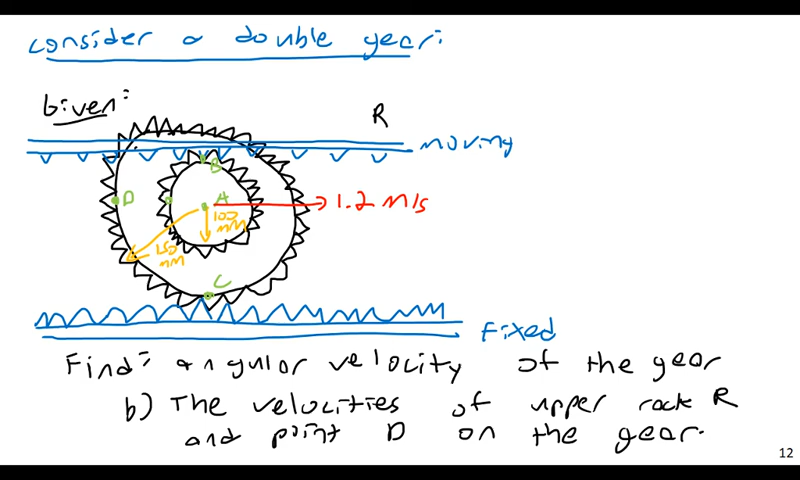 consider a double gear:
Given:
R
moving
B
D
A
1.2 m/s
100
mm
150
mm
C
Fixed
Find: angular velocity of the gear
b) The velocities of upper rack R
and point D on the gear.
12